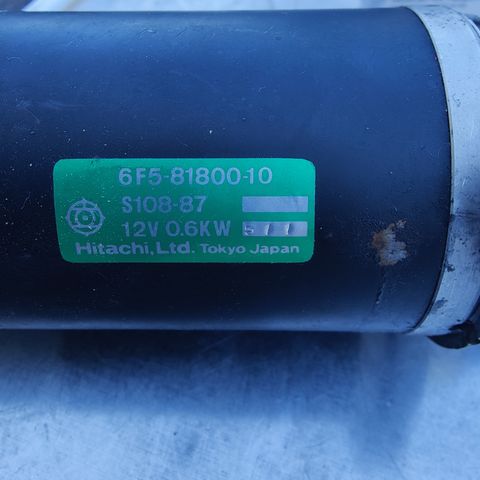 6F5-81800-10
S108-87
12V 0.6KW
Hitachi, Ltd. Tokyo Japan